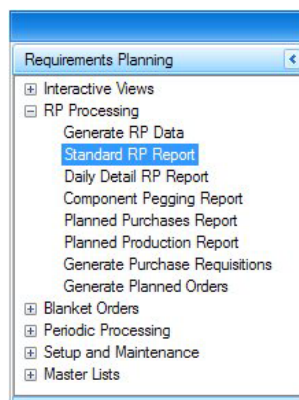 Requirements Planning
Interactive Views
RP Processing
Generate RP Data
Standard RP Report
Daily Detail RP Report
Component Pegging Report
Planned Purchases Report
Planned Production Report
Generate Purchase Requisitions
Generate Planned Orders
Blanket Orders
Periodic Processing
Setup and Maintenance
Master Lists